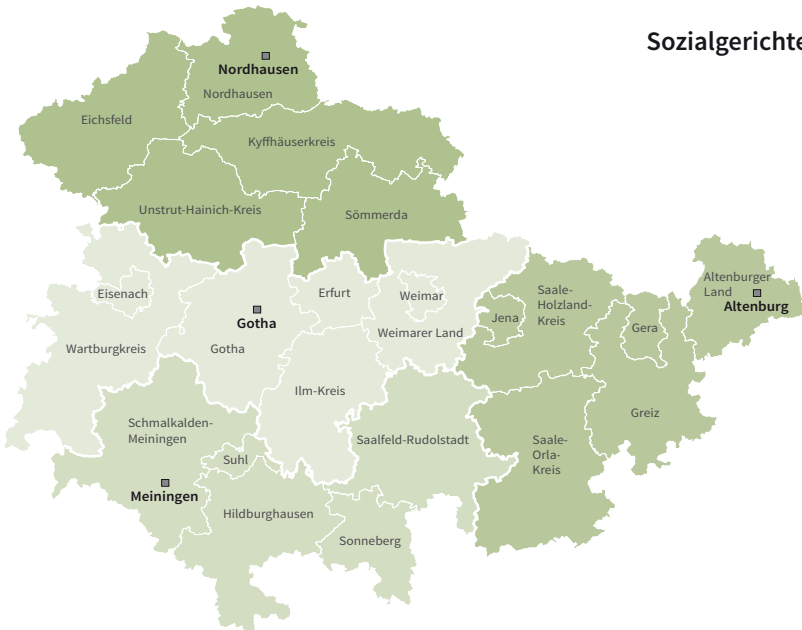 Sozialgerichte
Nordhausen
Nordhausen
Eichsfeld
Kyffhäuserkreis
Unstrut-Hainich-Kreis
Sömmerda
Eisenach
Erfurt
Weimar
Saale-
Holzland-
Kreis
Altenburger
Land
Altenburg
Gotha
Jena
Gera
Weimarer Land
Wartburgkreis
Gotha
Ilm-Kreis
Greiz
Schmalkalden-
Meiningen
Saalfeld-Rudolstadt
Saale-
Orla-
Kreis
Suhl
Meiningen
Hildburghausen
Sonneberg